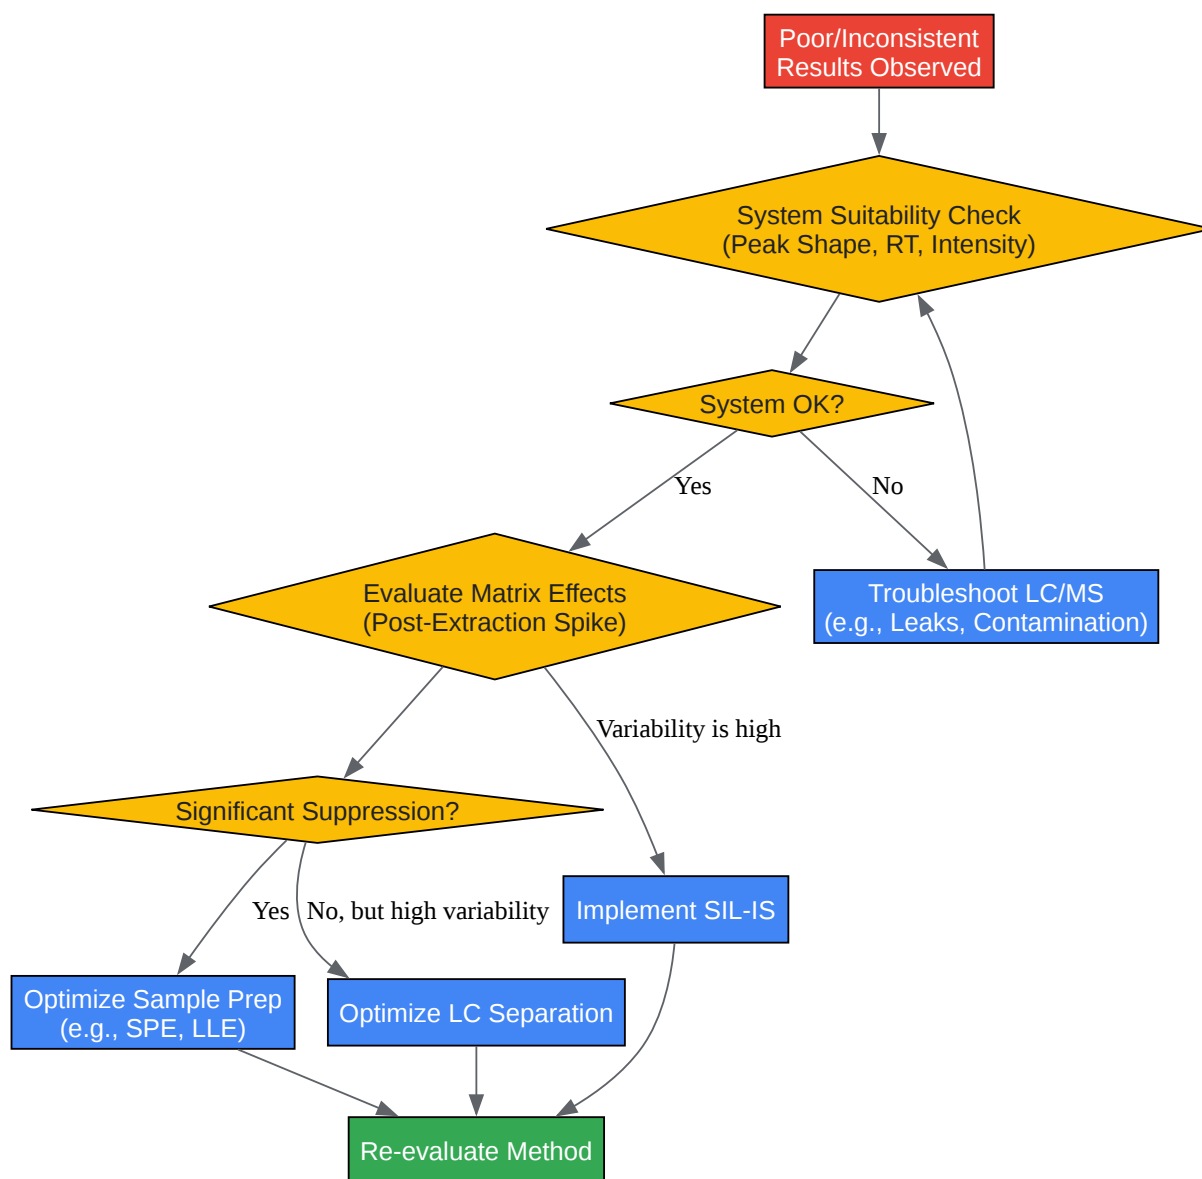 Poor/Inconsistent
Results Observed
System Suitability Check
(Peak Shape, RT, Intensity)
System OK?
Yes
No
Evaluate Matrix Effects
(Post-Extraction Spike)
Troubleshoot LC/MS
(e.g., Leaks, Contamination)
Variability is high
Significant Suppression?
Yes
No, but high variability
Implement SIL-IS
Optimize Sample Prep
(e.g., SPE, LLE)
Optimize LC Separation
Re-evaluate Method